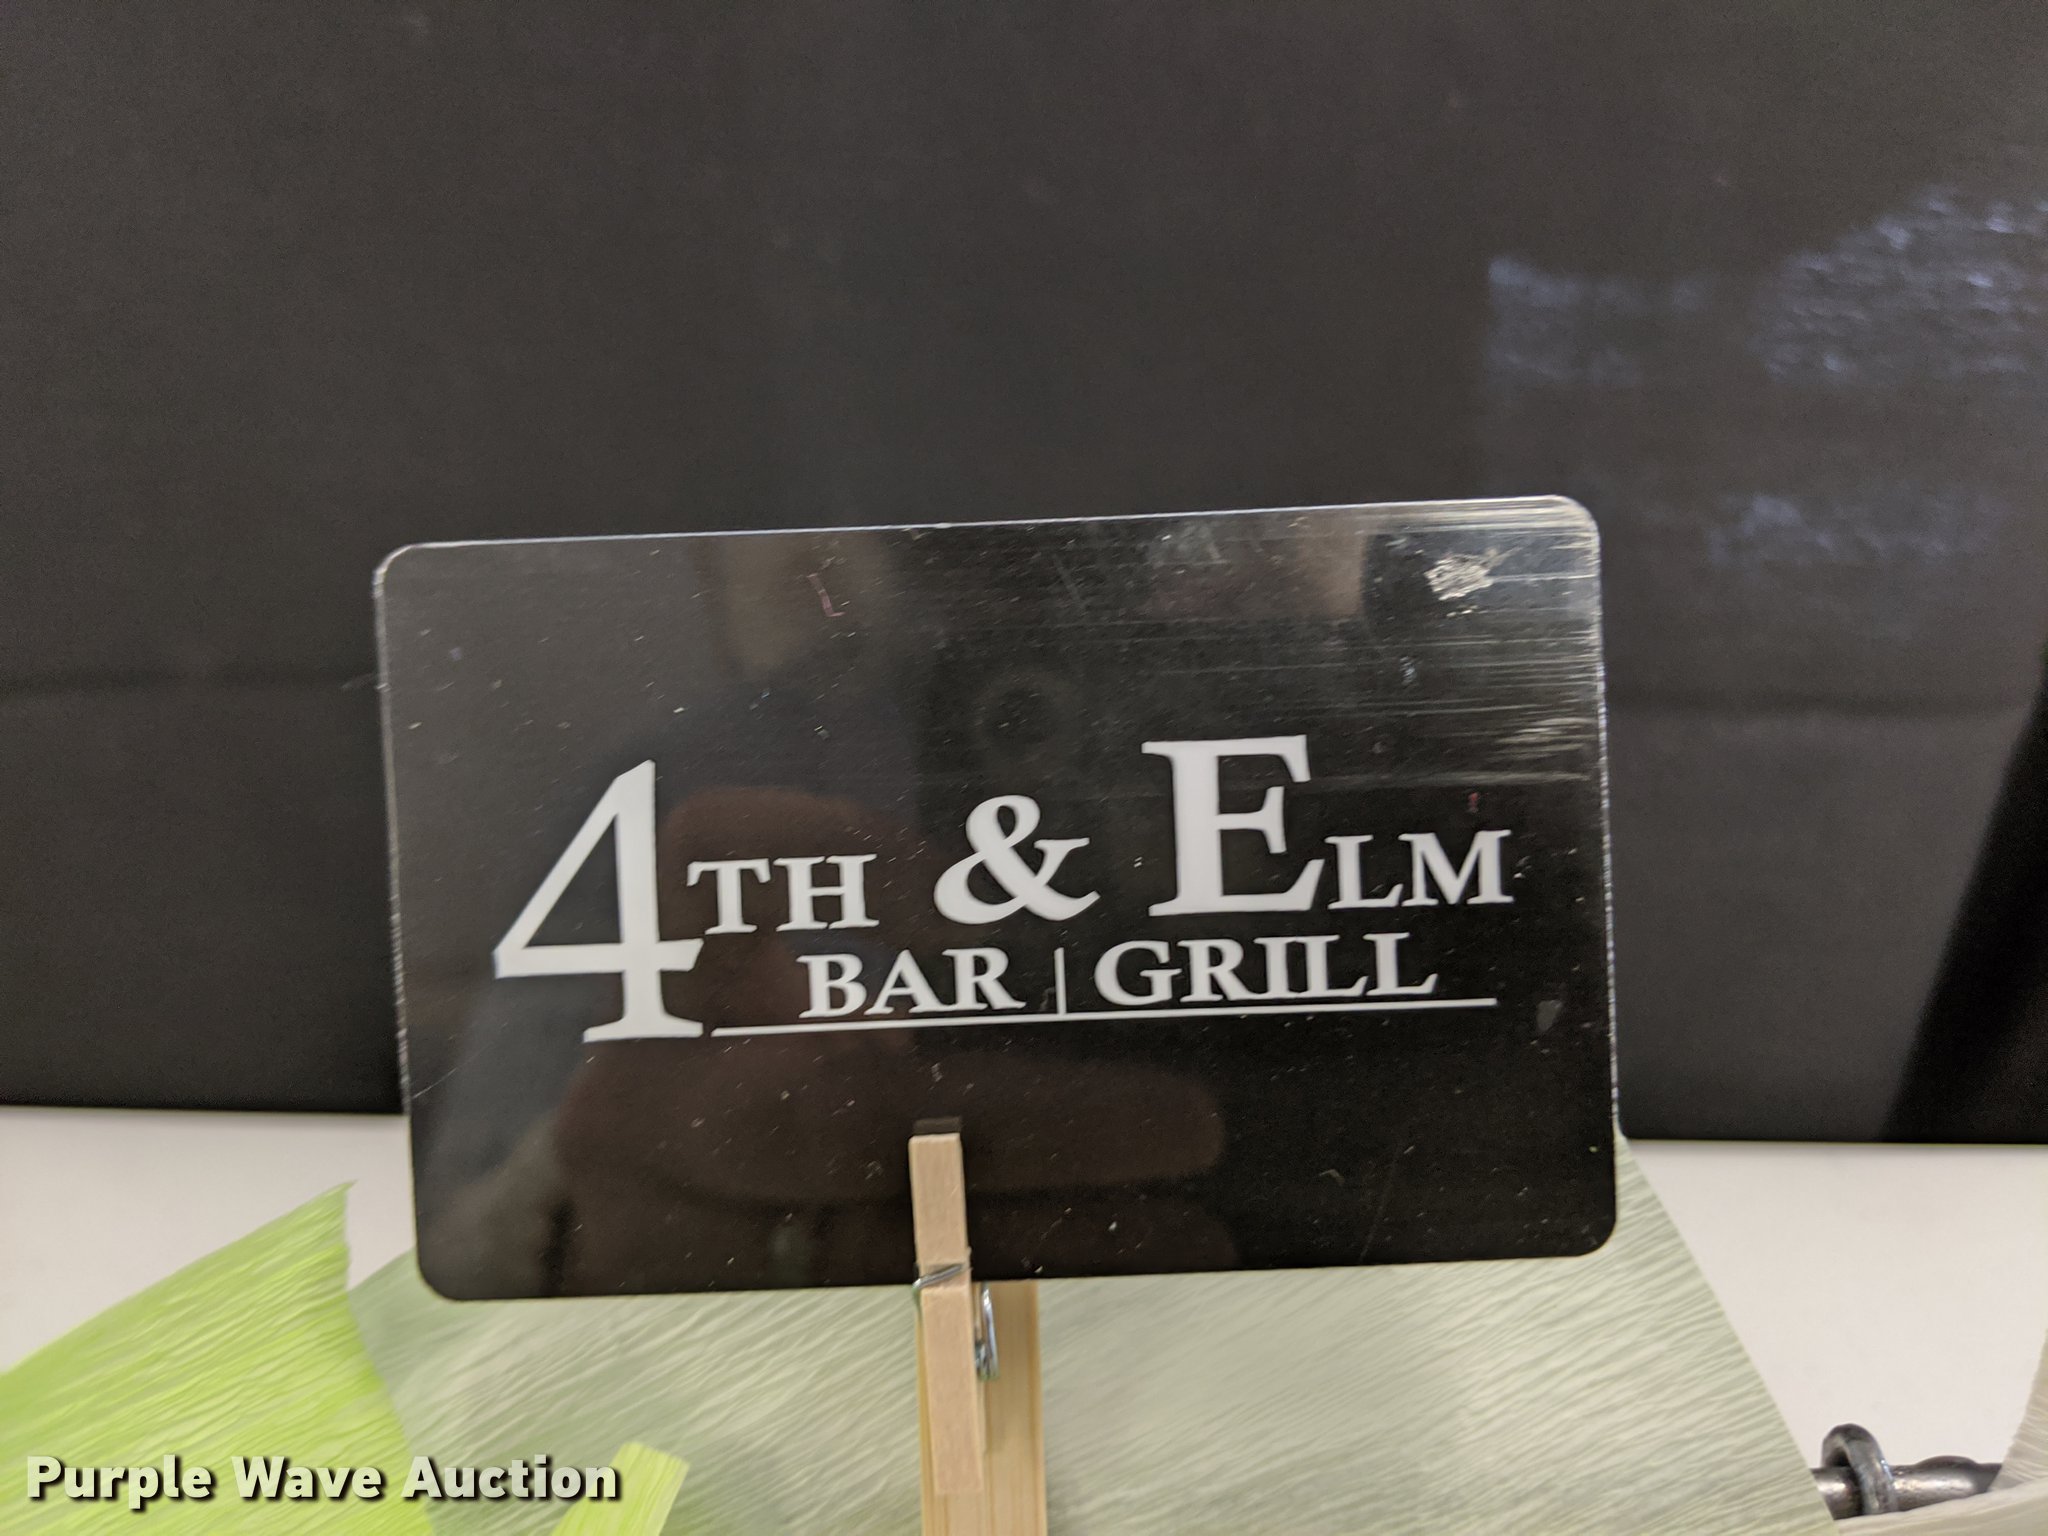 4TH & ELM
BAR | GRILL
Purple Wave Auction